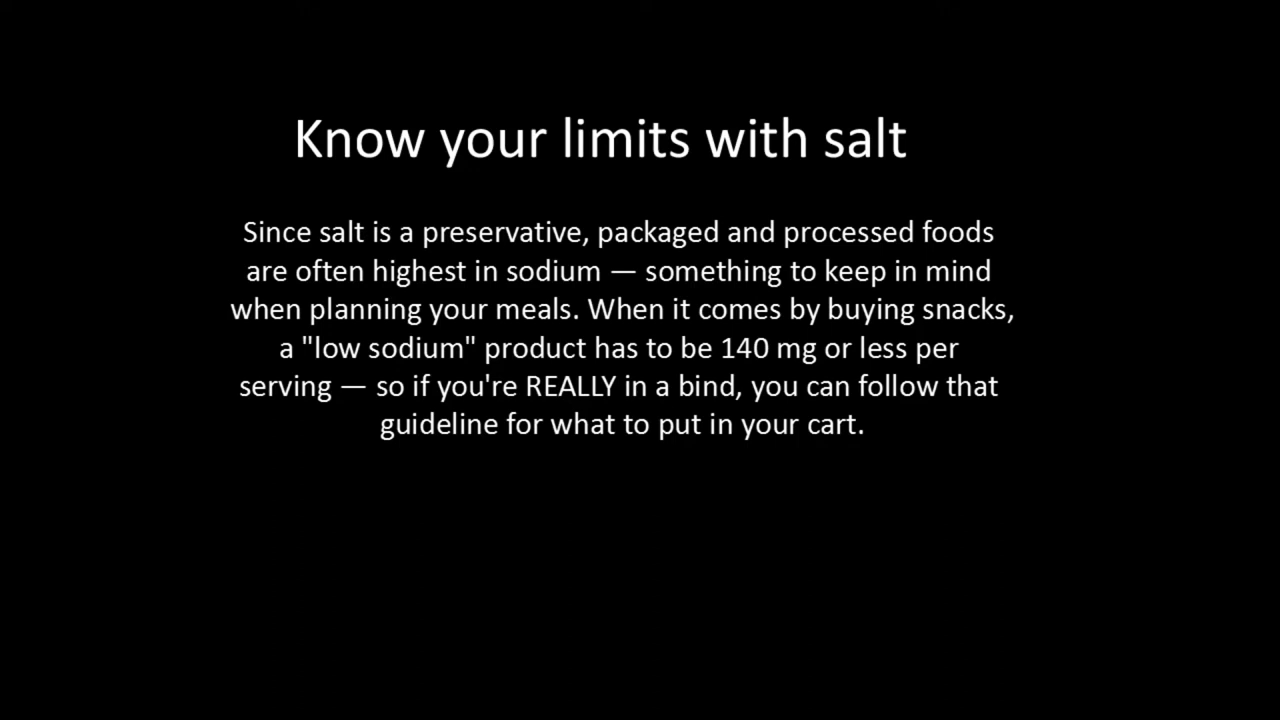 Know your limits with salt
Since salt is a preservative, packaged and processed foods
are often highest in sodium — something to keep in mind
when planning your meals. When it comes by buying snacks,
a "low sodium" product has to be 140 mg or less per
serving — so if you're REALLY in a bind, you can follow that
guideline for what to put in your cart.